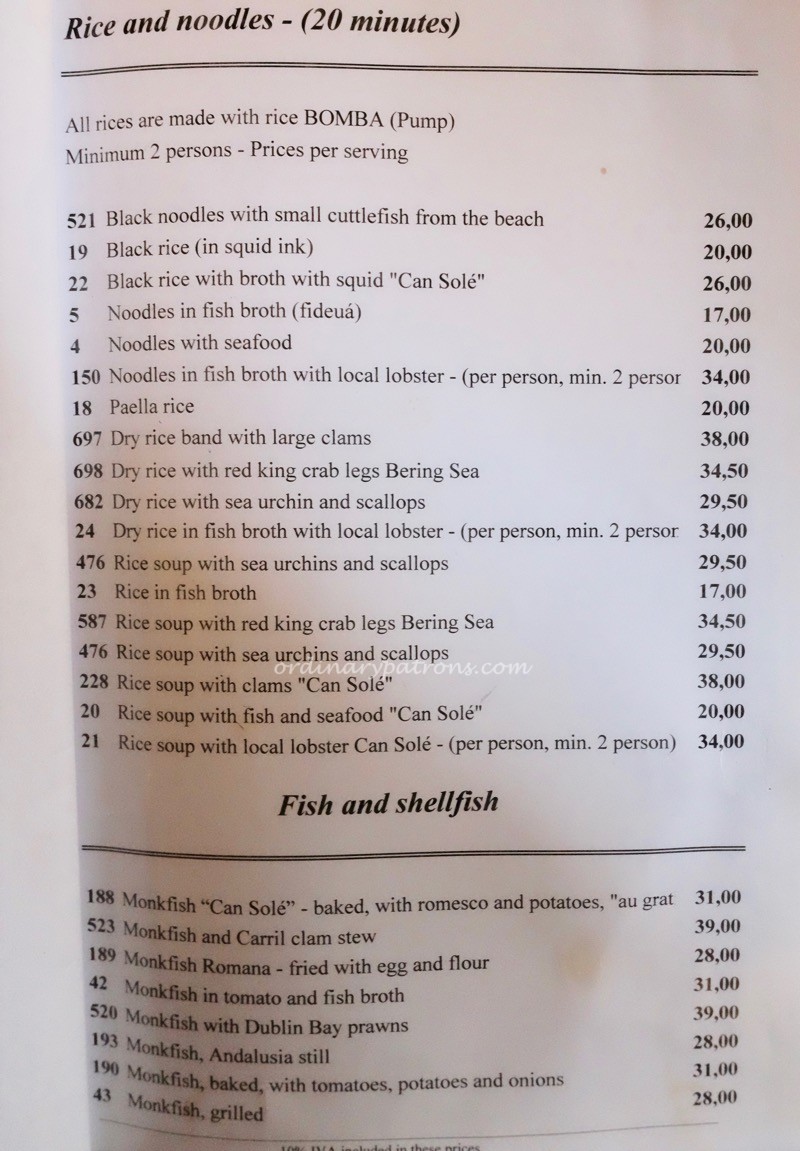 Rice and noodles - (20 minutes)
All rices are made with rice BOMBA (Pump)
Minimum 2 persons - Prices per serving
521 Black noodles with small cuttlefish from the beach 26,00
19 Black rice (in squid ink) 20,00
22 Black rice with broth with squid "Can Solé" 26,00
5 Noodles in fish broth (fideuá) 17,00
4 Noodles with seafood 20,00
150 Noodles in fish broth with local lobster - (per person, min. 2 persor 34,00
18 Paella rice 20,00
697 Dry rice band with large clams 38,00
698 Dry rice with red king crab legs Bering Sea 34,50
682 Dry rice with sea urchin and scallops 29,50
24 Dry rice in fish broth with local lobster - (per person, min. 2 persor 34,00
476 Rice soup with sea urchins and scallops 29,50
23 Rice in fish broth 17,00
587 Rice soup with red king crab legs Bering Sea 34,50
476 Rice soup with sea urchins and scallops 29,50
ordinarypatrons.com
228 Rice soup with clams "Can Solé" 38,00
20 Rice soup with fish and seafood "Can Solé" 20,00
21 Rice soup with local lobster Can Solé - (per person, min. 2 person) 34,00
Fish and shellfish
188 Monkfish “Can Solé” - baked, with romesco and potatoes, "au grat 31,00
523 Monkfish and Carril clam stew 39,00
189 Monkfish Romana - fried with egg and flour 28,00
42 Monkfish in tomato and fish broth 31,00
520 Monkfish with Dublin Bay prawns 39,00
193 Monkfish, Andalusia still 28,00
190 Monkfish, baked, with tomatoes, potatoes and onions 31,00
43 Monkfish, grilled 28,00
10% IVA included in these prices